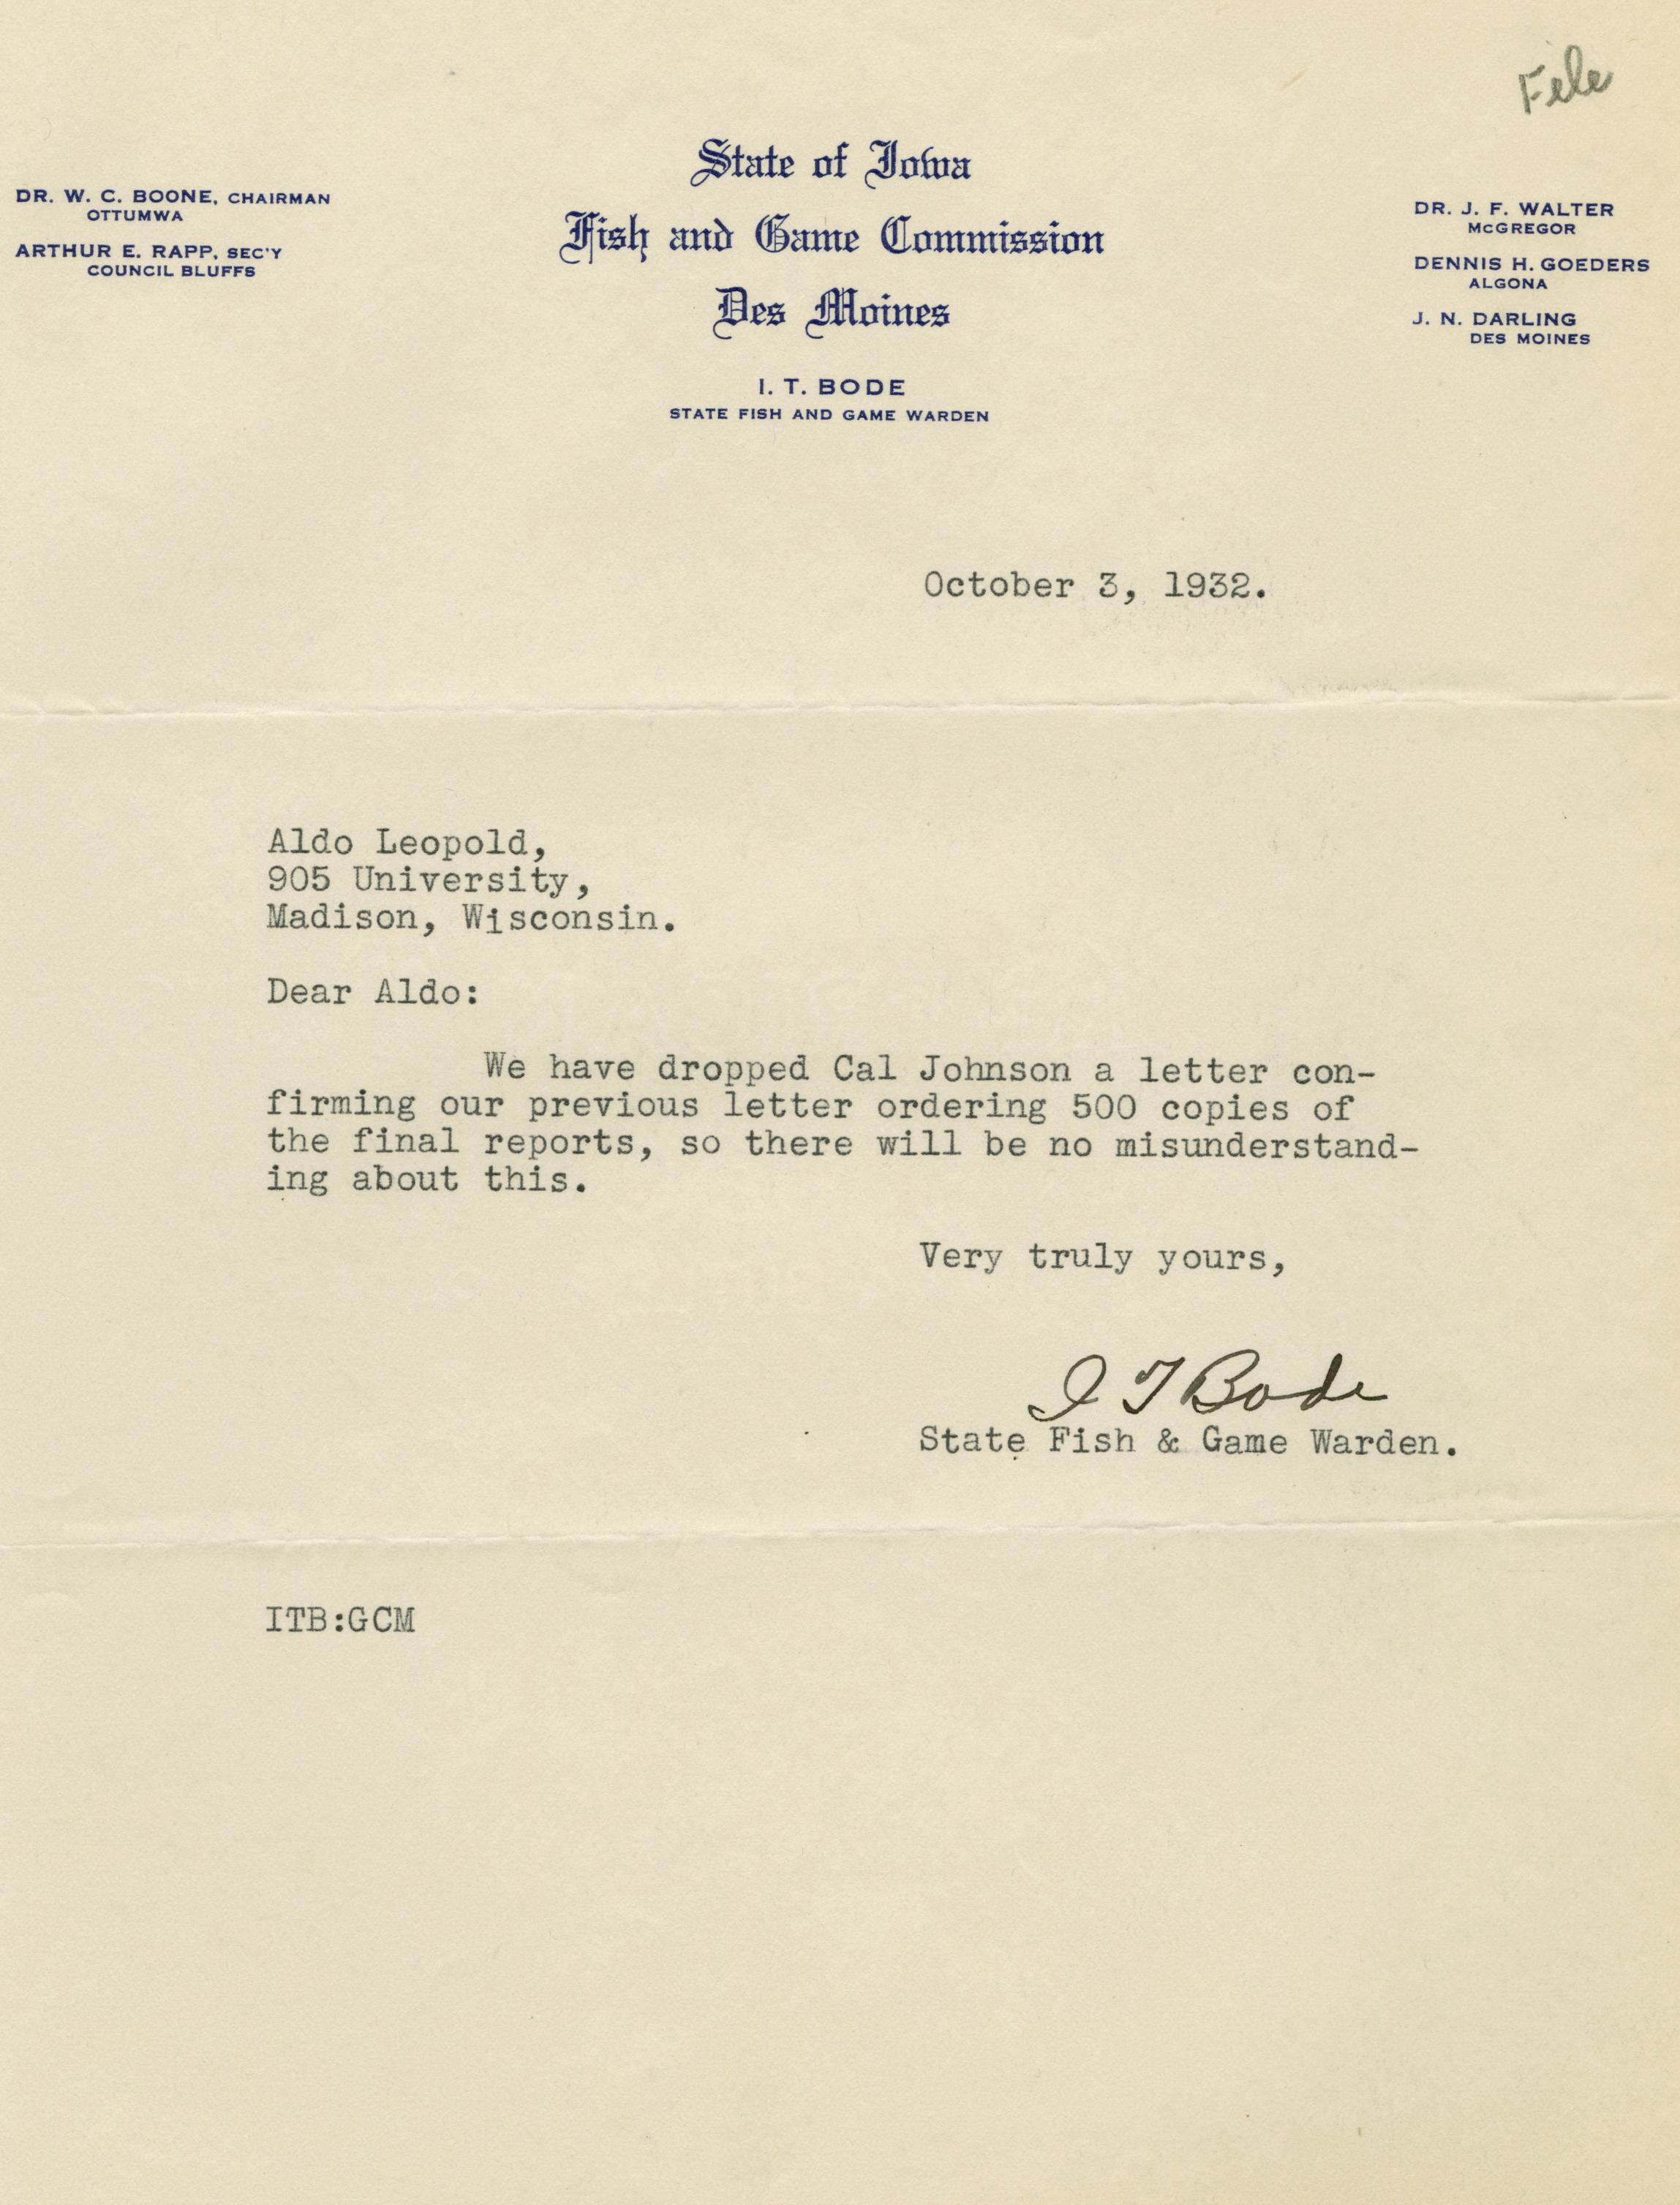 Fele
State of Iowa
Fish and Game Commission
Des Moines
I. T. BODE
STATE FISH AND GAME WARDEN
DR. W. C. BOONE, CHAIRMAN
OTTUMWA
ARTHUR E. RAPP, SEC'Y
COUNCIL BLUFFS
DR. J. F. WALTER
McGREGOR
DENNIS H. GOEDERS
ALGONA
J. N. DARLING
DES MOINES
October 3, 1932.
Aldo Leopold,
905 University,
Madison, Wisconsin.
Dear Aldo:
We have dropped Cal Johnson a letter con-
firming our previous letter ordering 500 copies of
the final reports, so there will be no misunderstand-
ing about this.
Very truly yours,
I T Bode
State Fish & Game Warden.
ITB:GCM